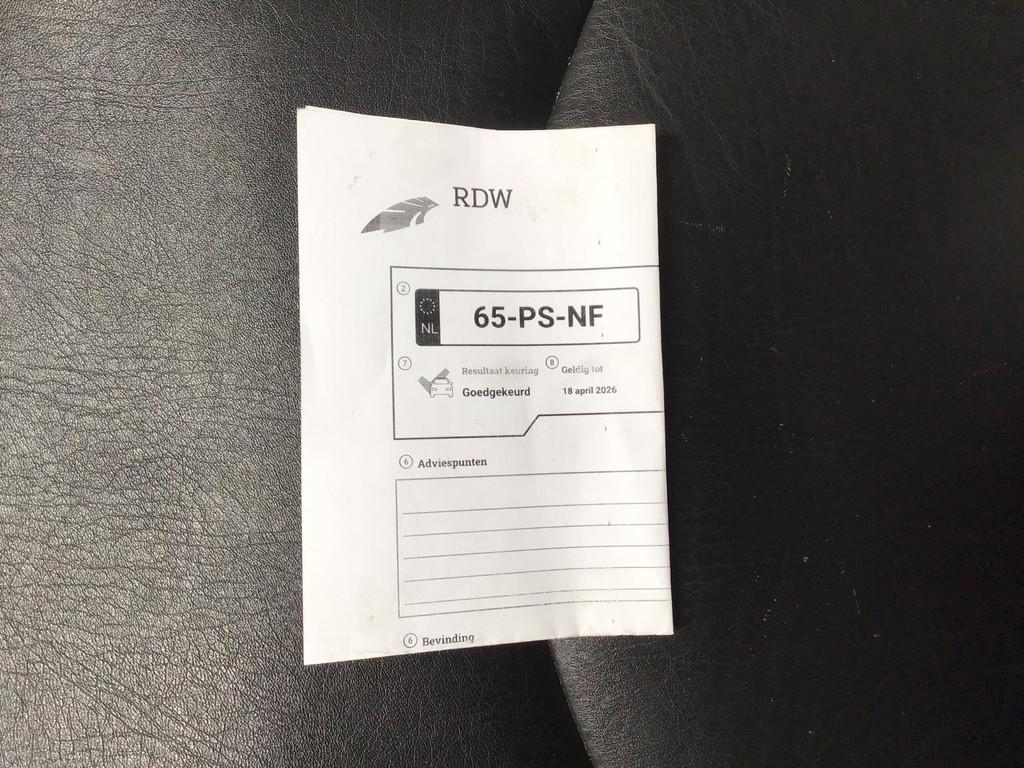 RDW
2
NL 65-PS-NF
7 Resultaat keuring 8 Geldig tot
Goedgekeurd 18 april 2026
6 Adviespunten
6 Bevinding